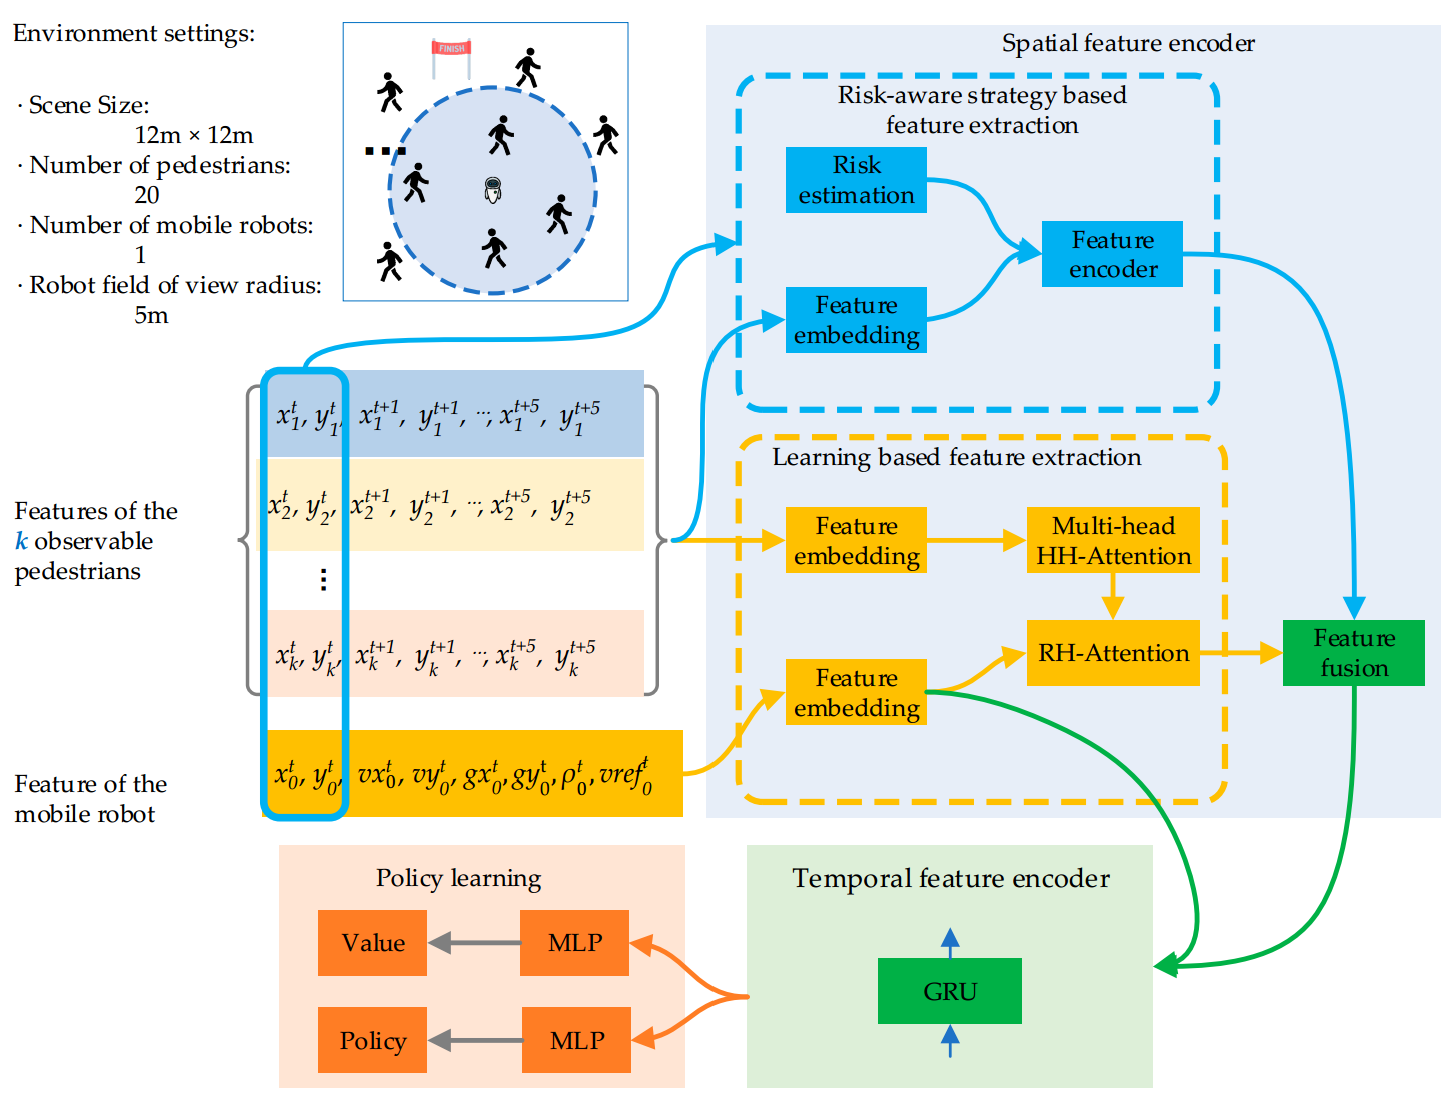 Environment settings:
· Scene Size:
12m × 12m
· Number of pedestrians:
20
· Number of mobile robots:
1
· Robot field of view radius:
5m
FINISH
...
Spatial feature encoder
Risk-aware strategy based
feature extraction
Risk
estimation
Feature
encoder
Feature
embedding
Learning based feature extraction
Feature
embedding
Multi-head
HH-Attention
Feature
embedding
RH-Attention
Feature
fusion
Features of the
k observable
pedestrians
x_1^t, y_1^t, x_1^{t+1}, y_1^{t+1}, ···, x_1^{t+5}, y_1^{t+5}
x_2^t, y_2^t, x_2^{t+1}, y_2^{t+1}, ···, x_2^{t+5}, y_2^{t+5}
⋮
x_k^t, y_k^t, x_k^{t+1}, y_k^{t+1}, ···, x_k^{t+5}, y_k^{t+5}
Feature of the
mobile robot
x_0^t, y_0^t, vx_0^t, vy_0^t, gx_0^t, gy_0^t, ρ_0^t, vref_0^t
Policy learning
Value
MLP
Policy
MLP
Temporal feature encoder
GRU